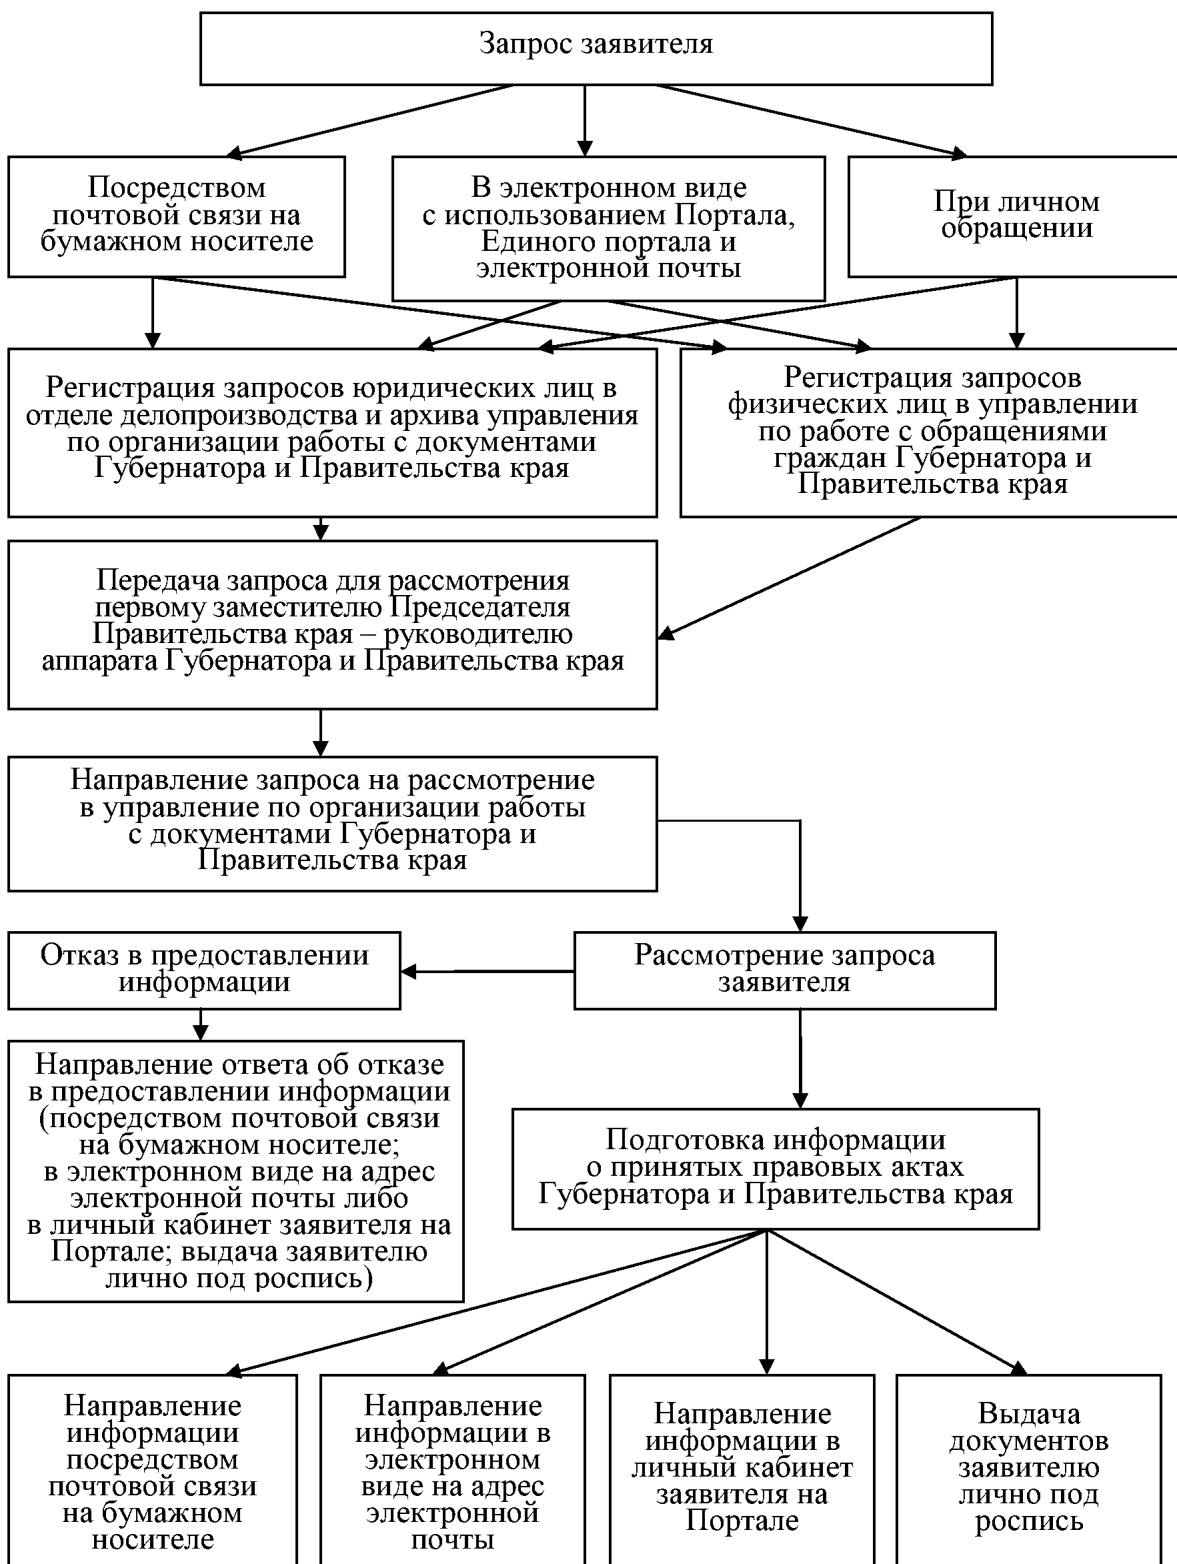 Запрос заявителя
Посредством
почтовой связи на
бумажном носителе
В электронном виде
с использованием Портала,
Единого портала и
электронной почты
При личном
обращении
Регистрация запросов юридических лиц в
отделе делопроизводства и архива управления
по организации работы с документами
Губернатора и Правительства края
Регистрация запросов
физических лиц в управлении
по работе с обращениями
граждан Губернатора и
Правительства края
Передача запроса для рассмотрения
первому заместителю Председателя
Правительства края – руководителю
аппарата Губернатора и Правительства края
Направление запроса на рассмотрение
в управление по организации работы
с документами Губернатора и
Правительства края
Отказ в предоставлении
информации
Рассмотрение запроса
заявителя
Направление ответа об отказе
в предоставлении информации
(посредством почтовой связи
на бумажном носителе;
в электронном виде на адрес
электронной почты либо
в личный кабинет заявителя на
Портале; выдача заявителю
лично под роспись)
Подготовка информации
о принятых правовых актах
Губернатора и Правительства края
Направление
информации
посредством
почтовой связи
на бумажном
носителе
Направление
информации в
электронном
виде на адрес
электронной
почты
Направление
информации в
личный кабинет
заявителя на
Портале
Выдача
документов
заявителю
лично под
роспись